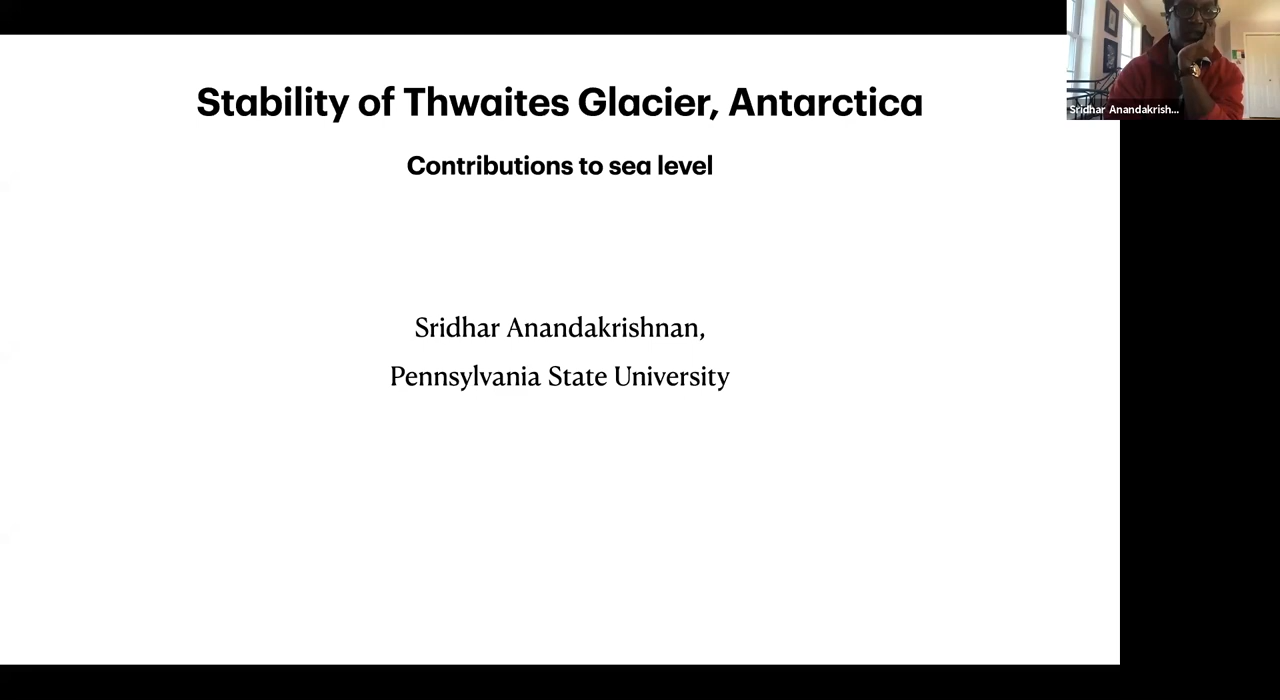 Stability of Thwaites Glacier, Antarctica
Contributions to sea level
Sridhar Anandakrishnan,
Pennsylvania State University
Sridhar Anandakrish...